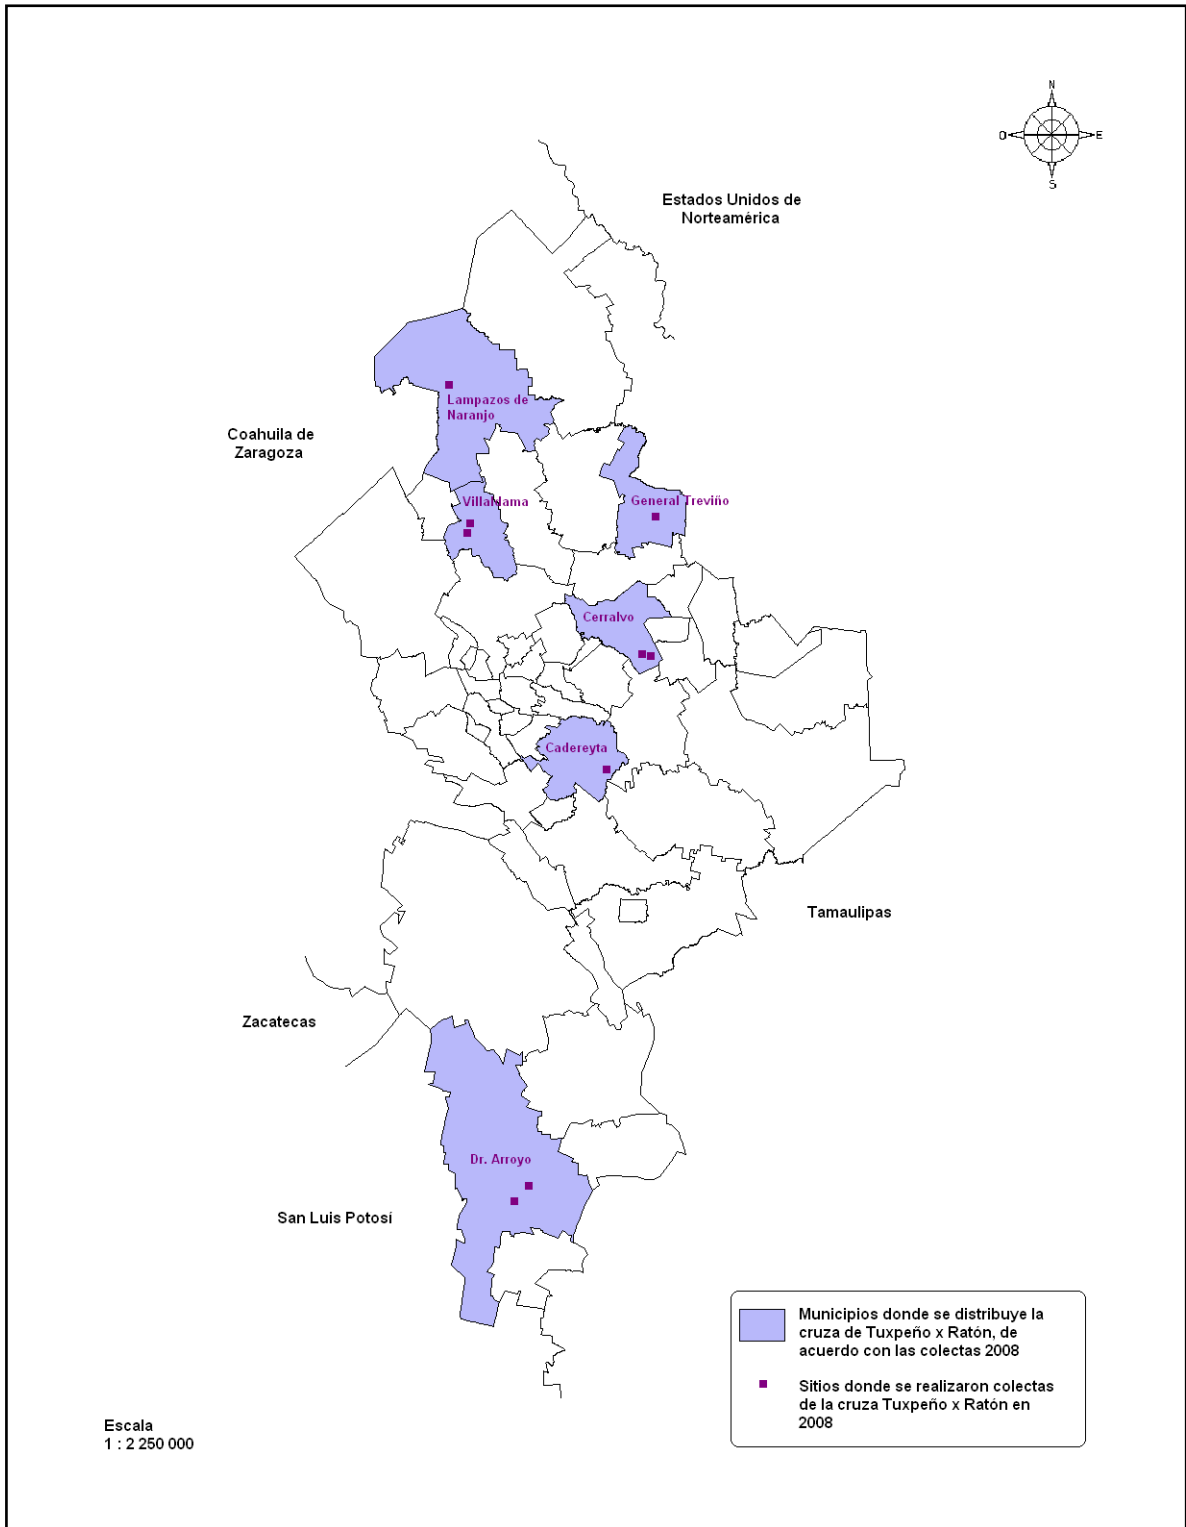 N
O
E
S
Estados Unidos de
Norteamérica
Lampazos de
Naranjo
Coahuila de
Zaragoza
Villaldama
General Treviño
Cerralvo
Cadereyta
Tamaulipas
Zacatecas
Dr. Arroyo
San Luis Potosí
Municipios donde se distribuye la
cruza de Tuxpeño x Ratón, de
acuerdo con las colectas 2008
Sitios donde se realizaron colectas
de la cruza Tuxpeño x Ratón en
2008
Escala
1 : 2 250 000